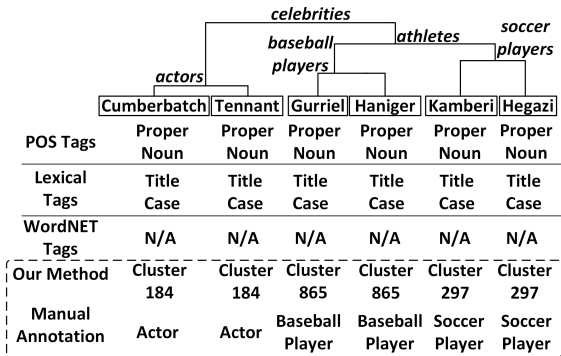 celebrities
soccer
baseball athletes players
players
actors
Cumberbatch Tennant Gurriel Haniger Kamberi Hegazi
POS Tags
Proper Proper Proper Proper Proper Proper
Noun Noun Noun Noun Noun Noun
Lexical Title Title Title Title Title Title
Tags Case Case Case Case Case Case
WordNET
Tags
N/A N/A N/A N/A N/A N/A
Our Method Cluster Cluster Cluster Cluster Cluster Cluster
184 184 865 865 297 297
Manual
Annotation
Actor Actor Baseball Baseball Soccer Soccer
Player Player Player Player